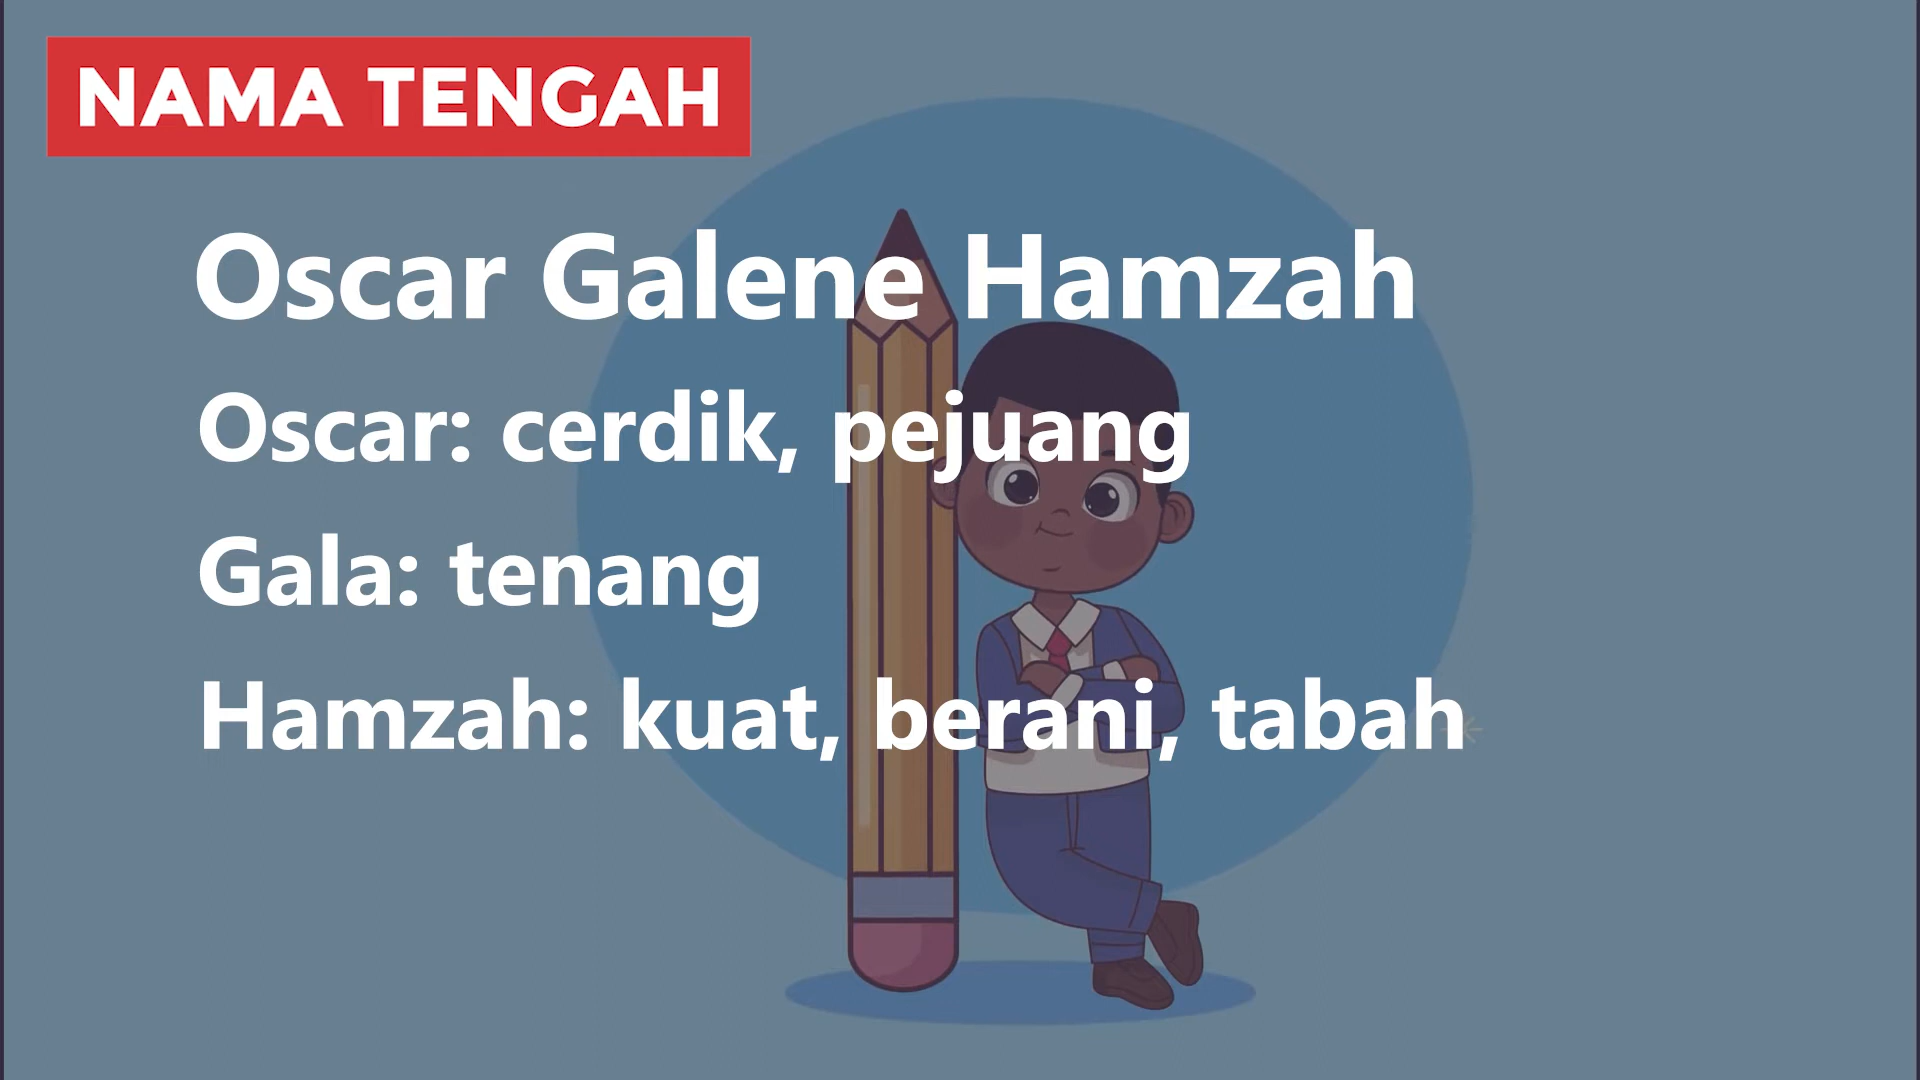 NAMA TENGAH
Oscar Galene Hamzah
Oscar: cerdik, pejuang
Gala: tenang
Hamzah: kuat, berani, tabah